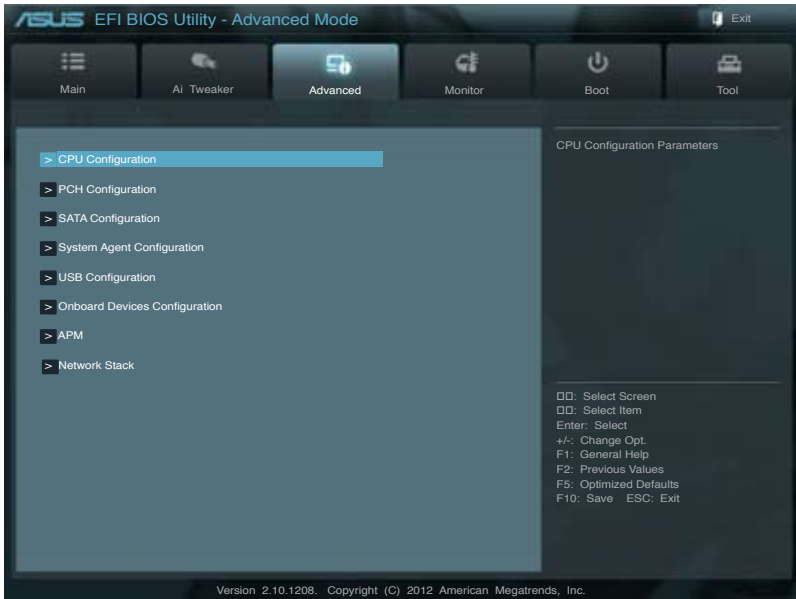 ASUS EFI BIOS Utility - Advanced Mode
Exit
Main
Ai Tweaker
Advanced
Monitor
Boot
Tool
> CPU Configuration
> PCH Configuration
> SATA Configuration
> System Agent Configuration
> USB Configuration
> Onboard Devices Configuration
> APM
> Network Stack
CPU Configuration Parameters
□□: Select Screen
□□: Select Item
Enter: Select
+/-: Change Opt.
F1: General Help
F2: Previous Values
F5: Optimized Defaults
F10: Save ESC: Exit
Version 2.10.1208. Copyright (C) 2012 American Megatrends, Inc.